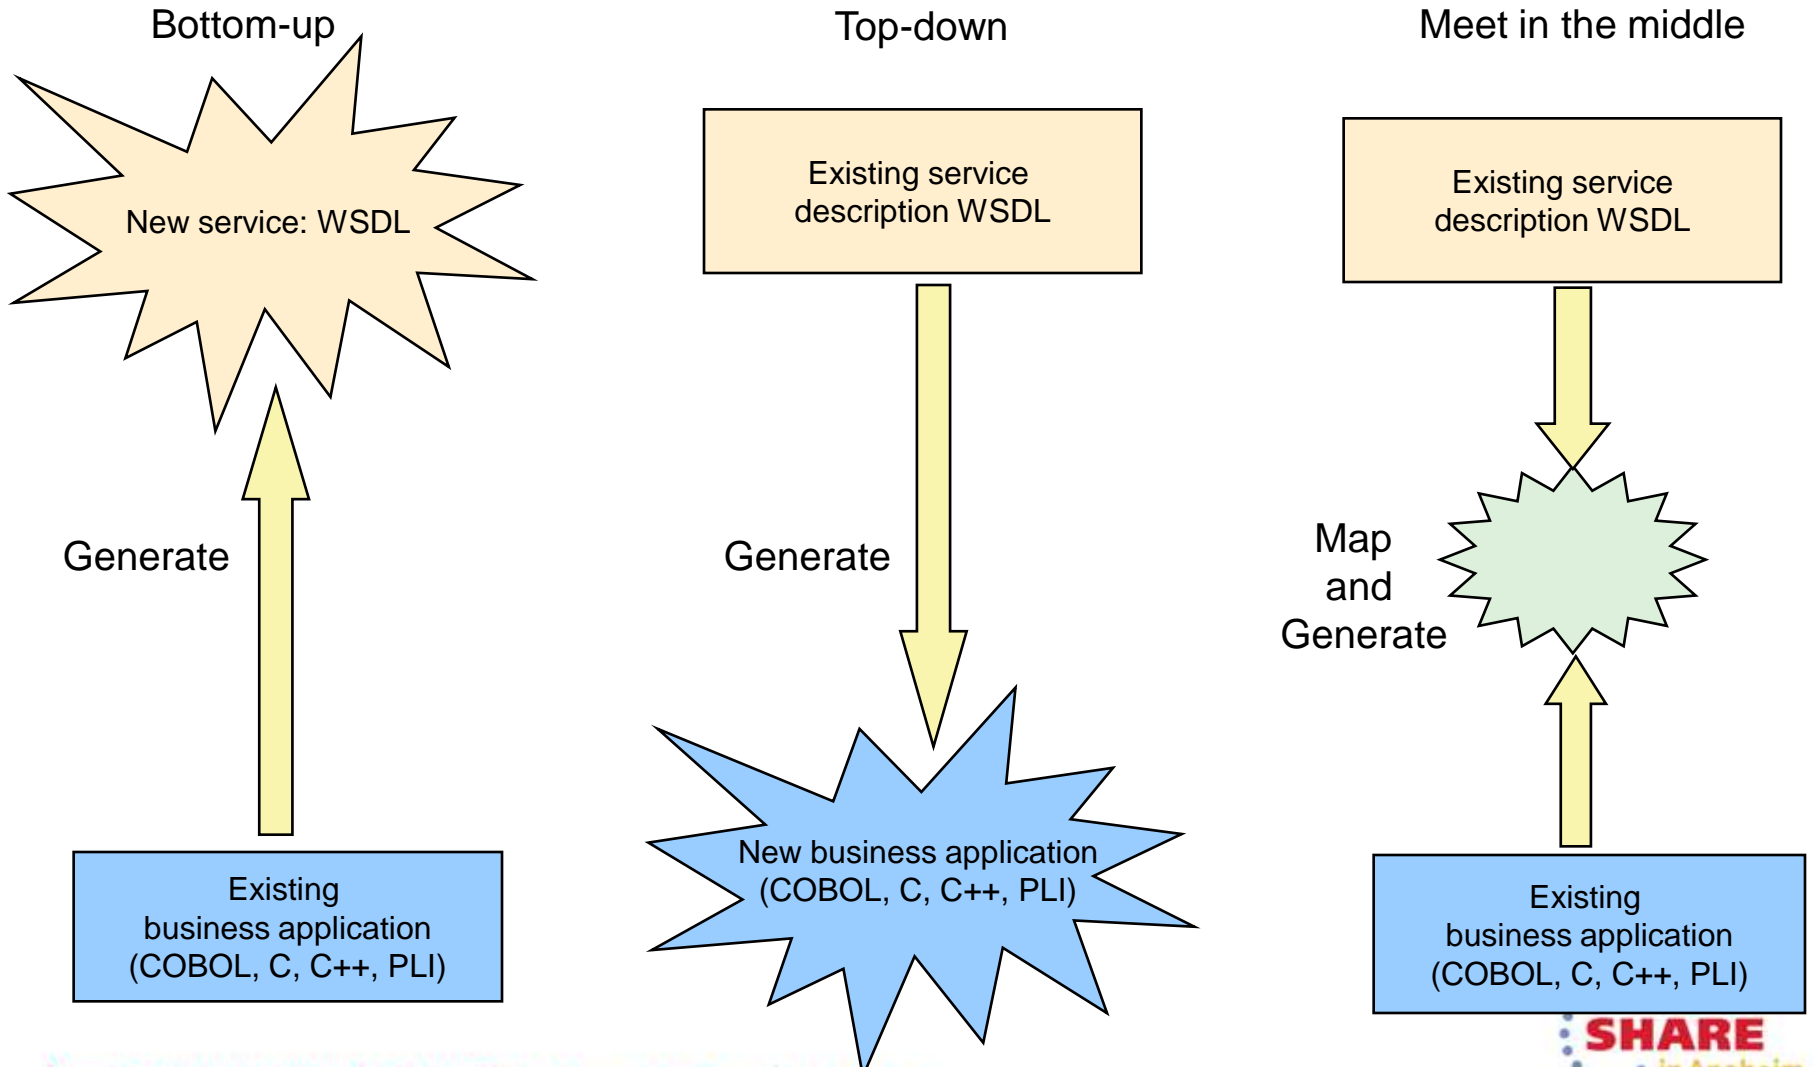 Bottom-up
New service: WSDL
Generate
Existing
business application
(COBOL, C, C++, PLI)
Top-down
Existing service
description WSDL
Generate
New business application
(COBOL, C, C++, PLI)
Meet in the middle
Existing service
description WSDL
Map
and
Generate
Existing
business application
(COBOL, C, C++, PLI)
SHARE
in Anaheim